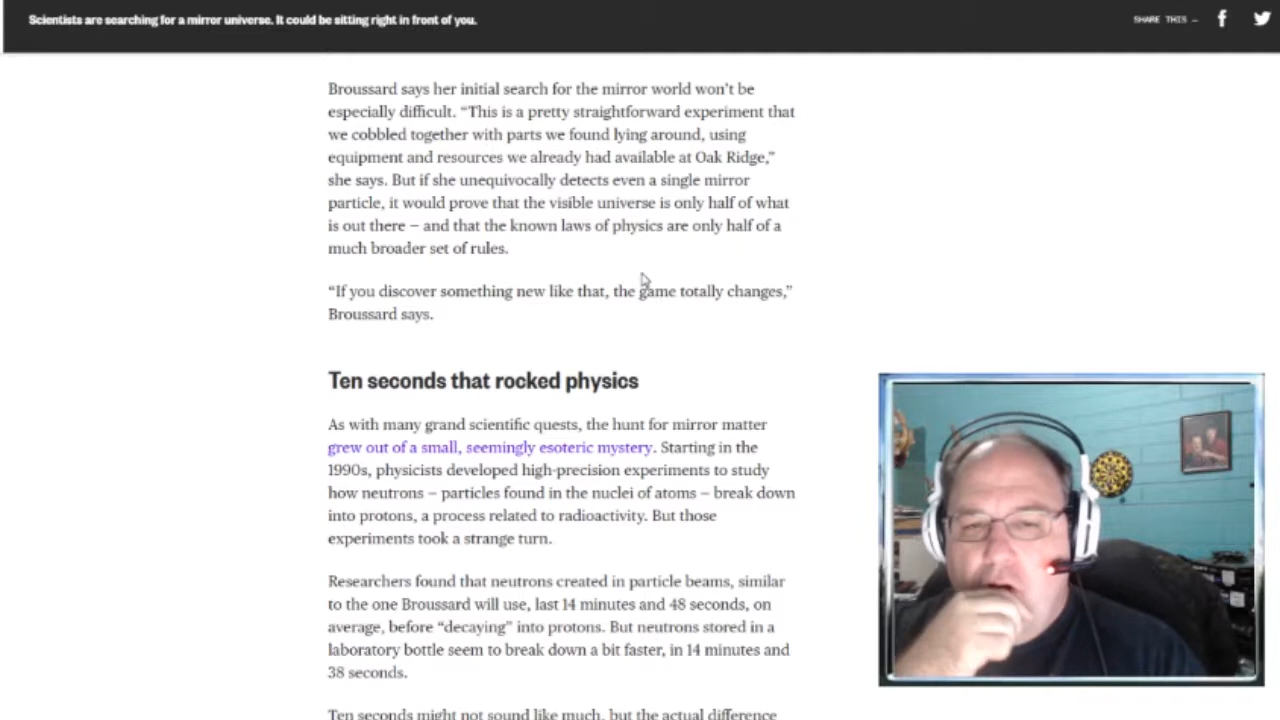 Scientists are searching for a mirror universe. It could be sitting right in front of you.
SHARE THIS –
Broussard says her initial search for the mirror world won’t be
especially difficult. “This is a pretty straightforward experiment that
we cobbled together with parts we found lying around, using
equipment and resources we already had available at Oak Ridge,”
she says. But if she unequivocally detects even a single mirror
particle, it would prove that the visible universe is only half of what
is out there – and that the known laws of physics are only half of a
much broader set of rules.
“If you discover something new like that, the game totally changes,”
Broussard says.
Ten seconds that rocked physics
As with many grand scientific quests, the hunt for mirror matter
grew out of a small, seemingly esoteric mystery. Starting in the
1990s, physicists developed high-precision experiments to study
how neutrons – particles found in the nuclei of atoms – break down
into protons, a process related to radioactivity. But those
experiments took a strange turn.
Researchers found that neutrons created in particle beams, similar
to the one Broussard will use, last 14 minutes and 48 seconds, on
average, before “decaying” into protons. But neutrons stored in a
laboratory bottle seem to break down a bit faster, in 14 minutes and
38 seconds.
Ten seconds might not sound like much, but the actual difference